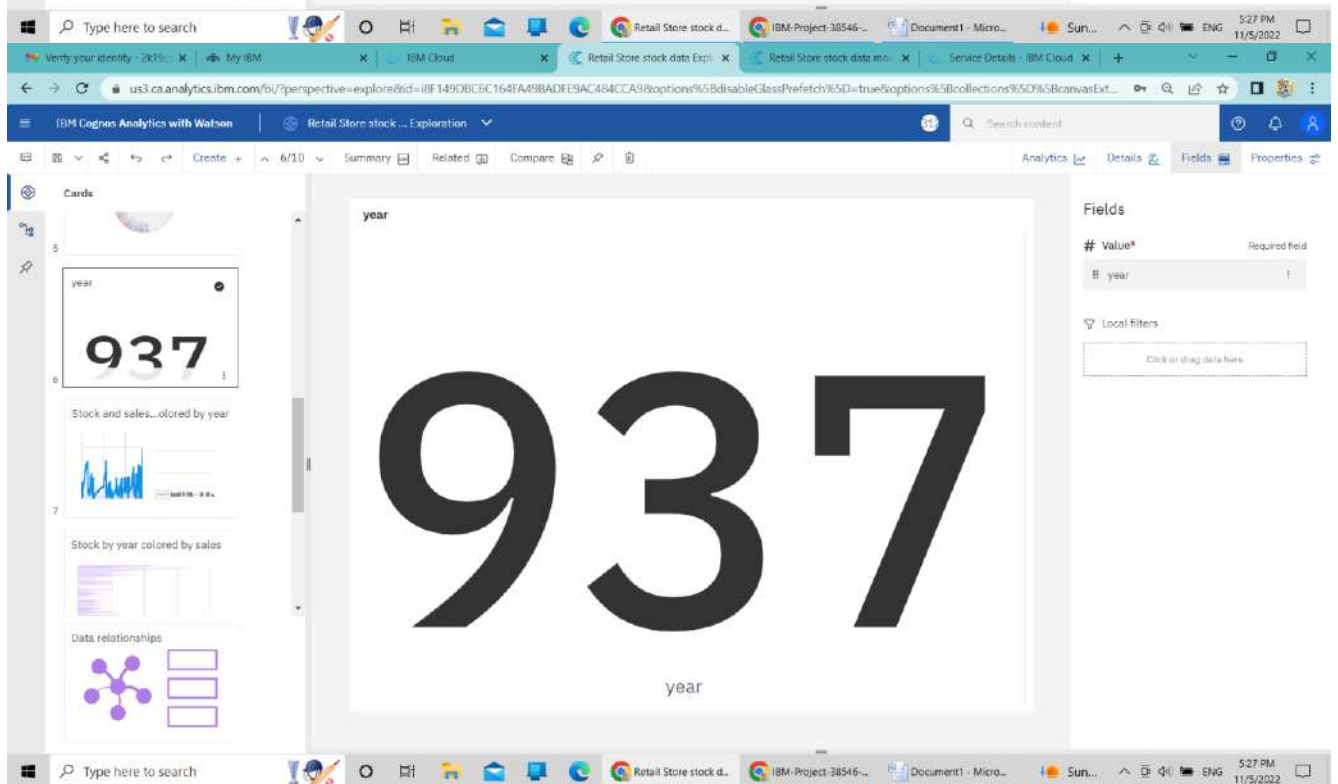 Type here to search
Retail Store stock d...
IBM-Project-38546-...
Document1 - Micro...
Sun...
ENG
5:27 PM
11/5/2022
Verify your identity - 2k19
My IBM
IBM Cloud
Retail Store stock data Expl
Retail Store stock data mo
Service Details - IBM Cloud
IBM Cognos Analytics with Watson
Retail Store stock ... Exploration
Search content
Create +
6/10
Summary
Related
Compare
Analytics
Details
Fields
Properties
Cards
5
year
937
6
Stock and sales...olored by year
7
Stock by year colored by sales
Data relationships
year
937
year
Fields
# Value*
Required field
# year
Local filters
Click or drag data here
Type here to search
Retail Store stock d...
IBM-Project-38546-...
Document1 - Micro...
Sun...
ENG
5:27 PM
11/5/2022